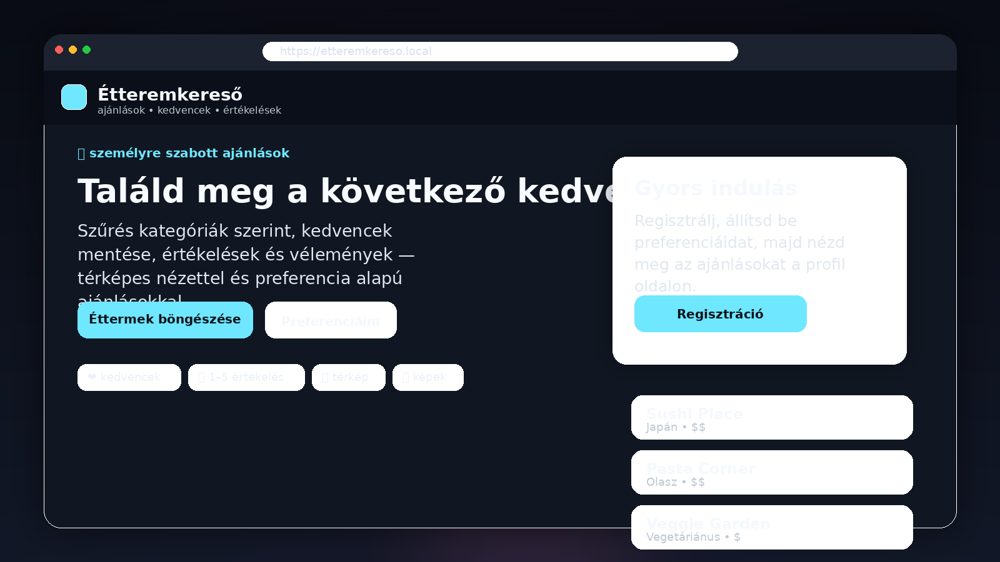 https://etteremkereso.local
Étteremkereső
ajánlások • kedvencek • értékelések
személyre szabott ajánlások
Találd meg a következő kedve
Szűrés kategóriák szerint, kedvencek
mentése, értékelések és vélemények —
térképes nézettel és preferencia alapú
ajánlásokkal
Éttermek böngészése
Preferenciáim
❤ kedvencek
1–5 értékelés
térkép
képek
Gyors indulás
Regisztrálj, állítsd be
preferenciáidat, majd nézd
meg az ajánlásokat a profil
oldalon.
Regisztráció
Sushi Place
Japán • $$
Pasta Corner
Olasz • $$
Veggie Garden
Vegetáriánus • $